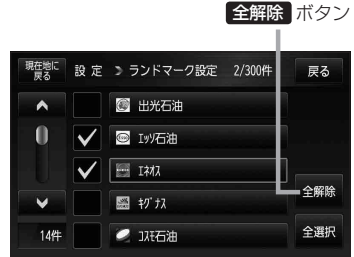 全解除 ボタン
現在地に
戻る
設 定
ランドマーク設定 2/300件
戻る
出光石油
エッソ石油
エネオス
キグナス
コスモ石油
14件
全解除
全選択